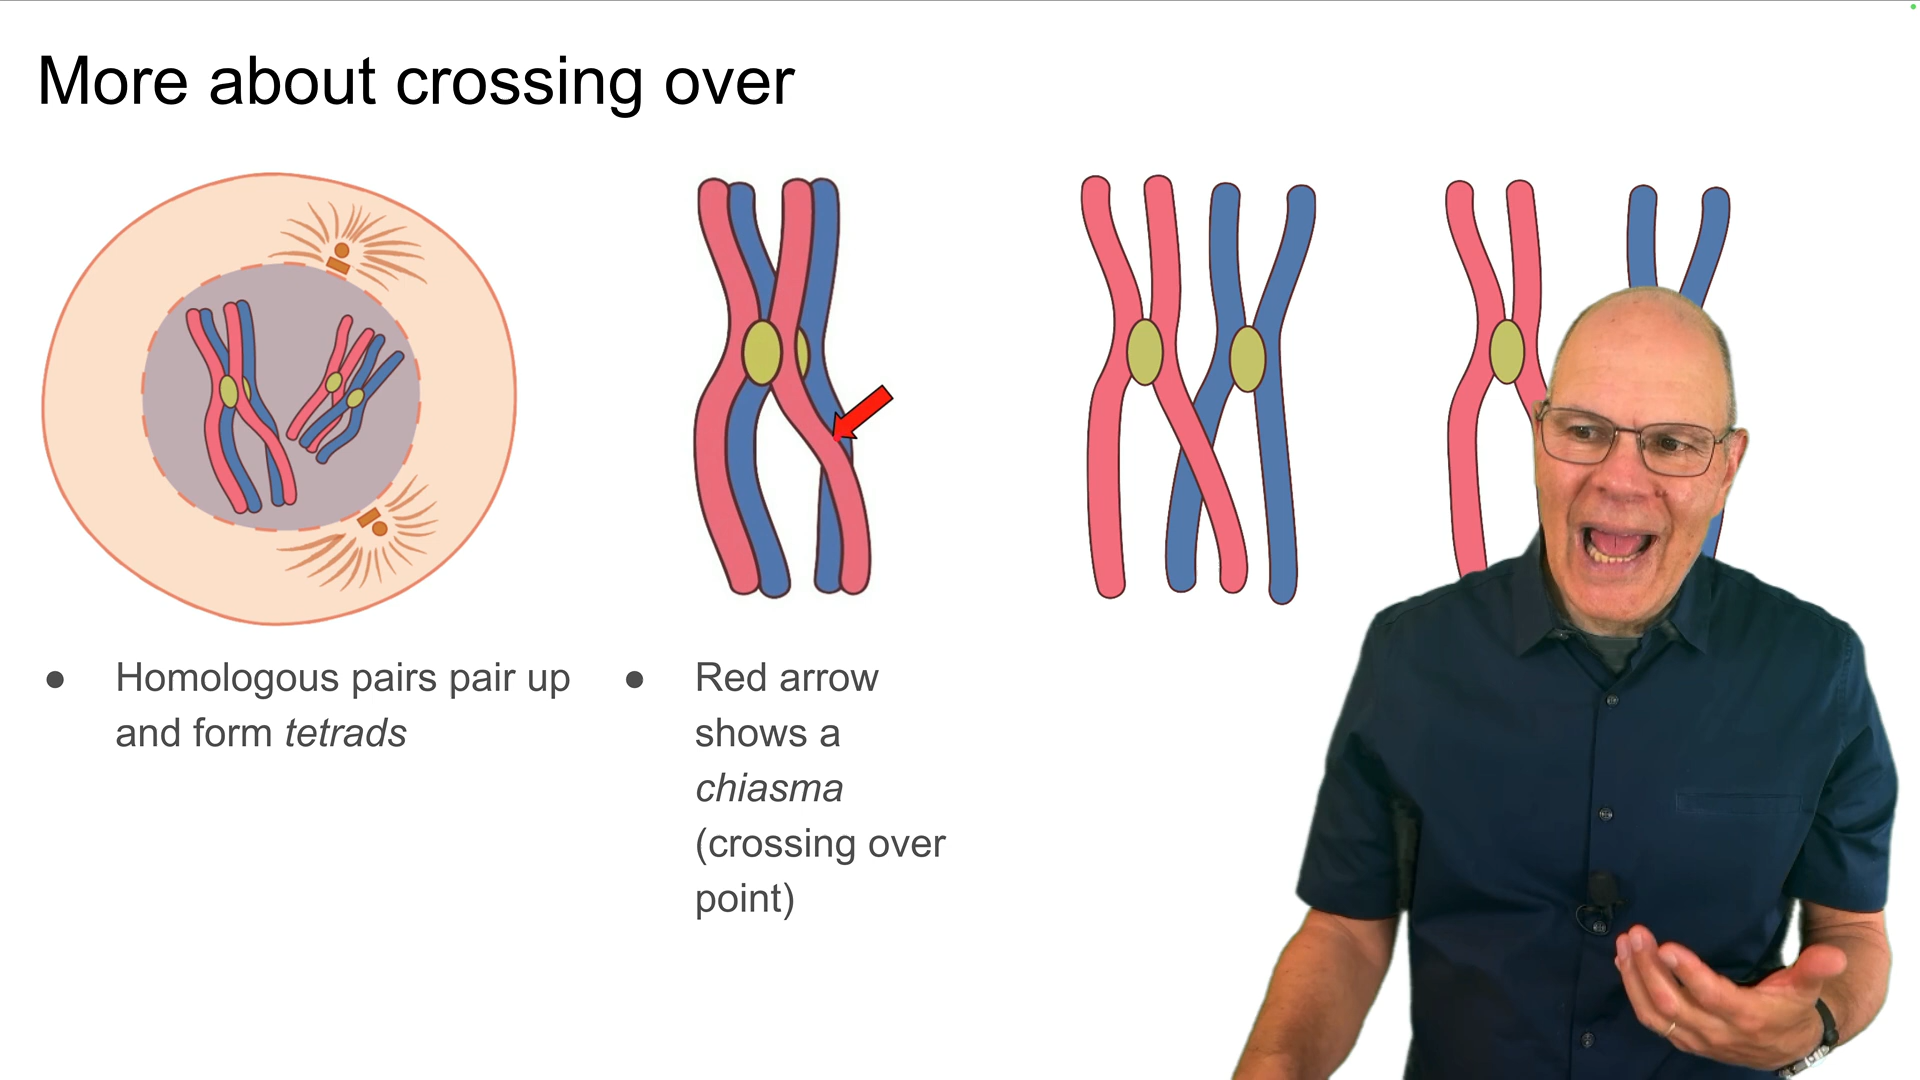 More about crossing over
● Homologous pairs pair up
and form tetrads
● Red arrow
shows a
chiasma
(crossing over
point)